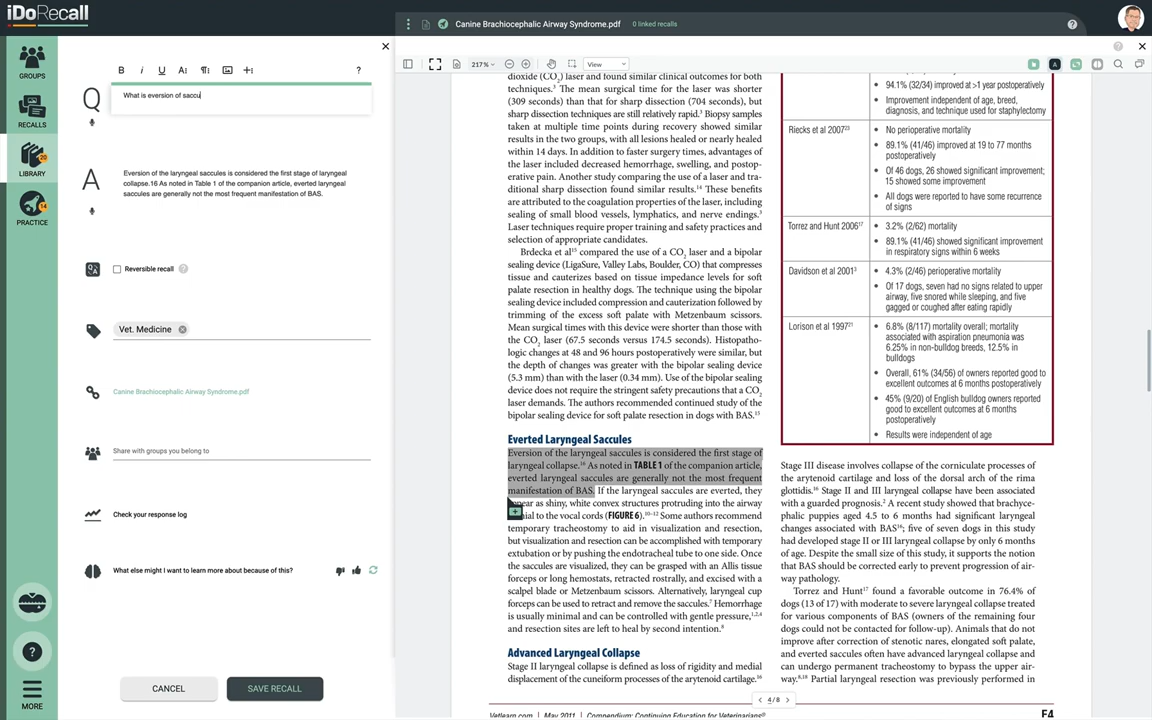 iDoRecall
Canine Brachiocephalic Airway Syndrome.pdf
0 linked recalls
GROUPS
RECALLS
20
LIBRARY
14
PRACTICE
MORE
B i U A ¶ ?
Q
What is eversion of saccu
A
Eversion of the laryngeal saccules is considered the first stage of laryngeal
collapse.16 As noted in Table 1 of the companion article, everted laryngeal
saccules are generally not the most frequent manifestation of BAS.
Reversible recall
Vet. Medicine
Canine Brachiocephalic Airway Syndrome.pdf
Share with groups you belong to
Check your response log
What else might I want to learn more about because of this?
CANCEL
SAVE RECALL
217%
View
dioxide (CO2) laser and found similar clinical outcomes for both
techniques.3 The mean surgical time for the laser was shorter
(309 seconds) than that for sharp dissection (704 seconds), but
sharp dissection techniques are still relatively rapid.3 Biopsy samples
taken at multiple time points during recovery showed similar
results in the two groups, with all lesions healed or nearly healed
within 14 days. In addition to faster surgery times, advantages of
the laser included decreased hemorrhage, swelling, and postop-
erative pain. Another study comparing the use of a laser and tra-
ditional sharp dissection found similar results.14 These benefits
are attributed to the coagulation properties of the laser, including
sealing of small blood vessels, lymphatics, and nerve endings.3
Laser techniques require proper training and safety practices and
selection of appropriate candidates.
Brdecka et al15 compared the use of a CO2 laser and a bipolar
sealing device (LigaSure, Valley Labs, Boulder, CO) that compresses
tissue and cauterizes based on tissue impedance levels for soft
palate resection in healthy dogs. The technique using the bipolar
sealing device included compression and cauterization followed by
trimming of the excess soft palate with Metzenbaum scissors.
Mean surgical times with this device were shorter than those with
the CO2 laser (67.5 seconds versus 174.5 seconds). Histopatho-
logic changes at 48 and 96 hours postoperatively were similar, but
the depth of changes was greater with the bipolar sealing device
(5.3 mm) than with the laser (0.34 mm). Use of the bipolar sealing
device does not require the stringent safety precautions that a CO2
laser demands. The authors recommended continued study of the
bipolar sealing device for soft palate resection in dogs with BAS.15
Everted Laryngeal Saccules
Eversion of the laryngeal saccules is considered the first stage of
laryngeal collapse.16 As noted in TABLE 1 of the companion article,
everted laryngeal saccules are generally not the most frequent
manifestation of BAS. If the laryngeal saccules are everted, they
as shiny, white convex structures protruding into the airway
to the vocal cords (FIGURE 6).10–12 Some authors recommend
temporary tracheostomy to aid in visualization and resection,
but visualization and resection can be accomplished with temporary
extubation or by pushing the endotracheal tube to one side. Once
the saccules are visualized, they can be grasped with an Allis tissue
forceps or long hemostats, retracted rostrally, and excised with a
scalpel blade or Metzenbaum scissors. Alternatively, laryngeal cup
forceps can be used to retract and remove the saccules.7 Hemorrhage
is usually minimal and can be controlled with gentle pressure,1,2,6
and resection sites are left to heal by second intention.8
Advanced Laryngeal Collapse
Stage II laryngeal collapse is defined as loss of rigidity and medial
displacement of the cuneiform processes of the arytenoid cartilage.16
• 94.1% (32/34) improved at >1 year postoperatively
• Improvement independent of age, breed,
diagnosis, and technique used for staphylectomy
Riecks et al 200723
• No perioperative mortality
• 89.1% (41/46) improved at 19 to 77 months
postoperatively
• Of 46 dogs, 26 showed significant improvement;
15 showed some improvement
• All dogs were reported to have some recurrence
of signs
Torrez and Hunt 200617
• 3.2% (2/62) mortality
• 89.1% (41/46) showed significant improvement
in respiratory signs within 6 weeks
Davidson et al 20013
• 4.3% (2/46) perioperative mortality
• Of 17 dogs, seven had no signs related to upper
airway, five snored while sleeping, and five
gagged or coughed after eating rapidly
Lorison et al 199721
• 6.8% (8/117) mortality overall; mortality
associated with aspiration pneumonia was
6.25% in non-bulldog breeds, 12.5% in
bulldogs
• Overall, 61% (34/56) of owners reported good to
excellent outcomes at 6 months postoperatively
• 45% (9/20) of English bulldog owners reported
good to excellent outcomes at 6 months
postoperatively
• Results were independent of age
Stage III disease involves collapse of the corniculate processes of
the arytenoid cartilage and loss of the dorsal arch of the rima
glottidis.16 Stage II and III laryngeal collapse have been associated
with a guarded prognosis.2 A recent study showed that brachyce-
phalic puppies aged 4.5 to 6 months had significant laryngeal
changes associated with BAS16; five of seven dogs in this study
had developed stage II or III laryngeal collapse by only 6 months
of age. Despite the small size of this study, it supports the notion
that BAS should be corrected early to prevent progression of air-
way pathology.
Torrez and Hunt17 found a favorable outcome in 76.4% of
dogs (13 of 17) with moderate to severe laryngeal collapse treated
for various components of BAS (owners of the remaining four
dogs could not be contacted for follow-up). Animals that do not
improve after correction of stenotic nares, elongated soft palate,
and everted saccules often have advanced laryngeal collapse and
can undergo permanent tracheostomy to bypass the upper air-
way.8,18 Partial laryngeal resection was previously performed in
4/8
Vetlearn.com | May 2011 | Compendium: Continuing Education for Veterinarians®
E4